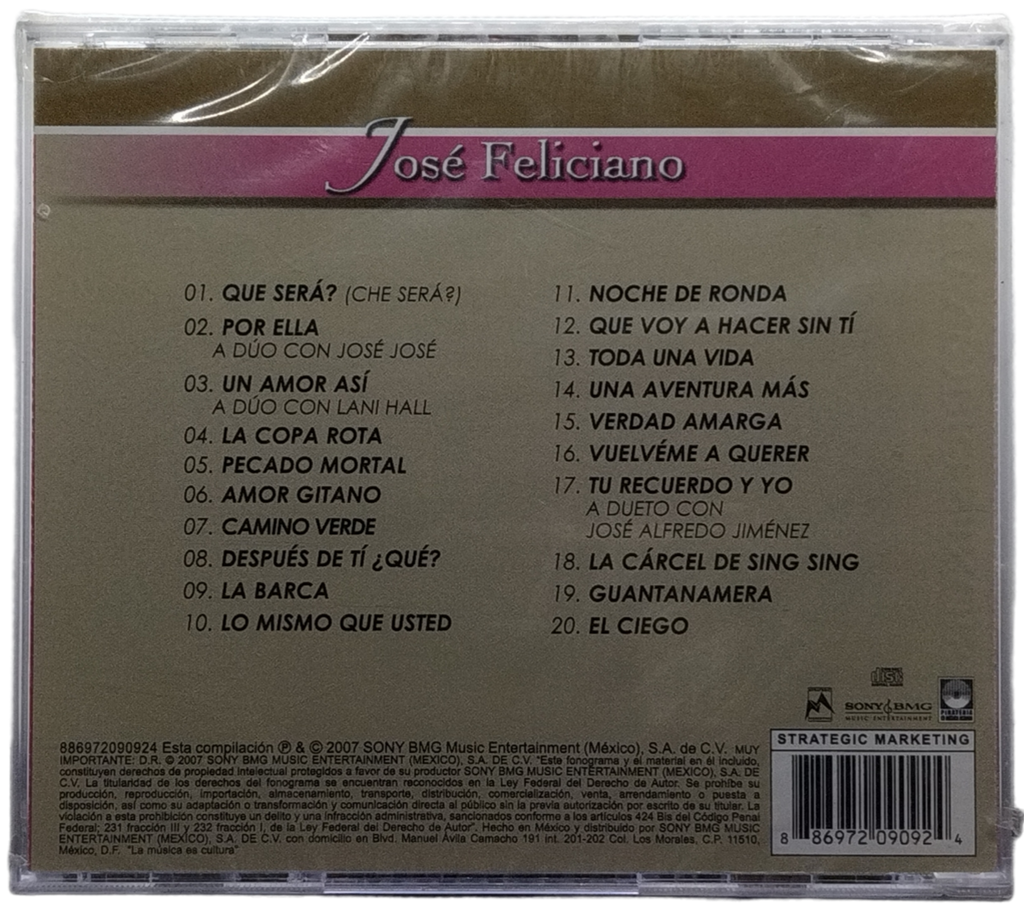 José Feliciano
01. QUE SERÁ? (CHE SERÁ?)
02. POR ELLA
A DÚO CON JOSÉ JOSÉ
03. UN AMOR ASÍ
A DÚO CON LANI HALL
04. LA COPA ROTA
05. PECADO MORTAL
06. AMOR GITANO
07. CAMINO VERDE
08. DESPUÉS DE TÍ ¿QUÉ?
09. LA BARCA
10. LO MISMO QUE USTED
11. NOCHE DE RONDA
12. QUE VOY A HACER SIN TÍ
13. TODA UNA VIDA
14. UNA AVENTURA MÁS
15. VERDAD AMARGA
16. VUELVÉME A QUERER
17. TU RECUERDO Y YO
A DUETO CON
JOSÉ ALFREDO JIMÉNEZ
18. LA CÁRCEL DE SING SING
19. GUANTANAMERA
20. EL CIEGO
disc
SONY BMG
MUSIC ENTERTAINMENT
886972090924 Esta compilación ℗ & © 2007 SONY BMG Music Entertainment (México), S.A. de C.V. MUY
IMPORTANTE: D.R. © 2007 SONY BMG MUSIC ENTERTAINMENT (MEXICO), S.A. DE C.V. "Este fonograma y el material en él incluido,
constituyen derechos de propiedad intelectual protegidos a favor de su productor SONY BMG MUSIC ENTERTAINMENT (MEXICO), S.A. DE
C.V. La titularidad de los derechos del fonograma se encuentran reconocidos en la Ley Federal del Derecho de Autor. Se prohíbe su
producción, reproducción, importación, almacenamiento, transporte, distribución, comercialización, venta, arrendamiento o puesta a
disposición, así como su adaptación o transformación y comunicación directa al público sin la previa autorización por escrito de su titular. La
violación a esta prohibición constituye un delito y una infracción administrativa, sancionados conforme a los artículos 424 Bis del Código Penal
Federal; 231 fracción III y 232 fracción I, de la Ley Federal del Derecho de Autor". Hecho en México y distribuido por SONY BMG MUSIC
ENTERTAINMENT (MEXICO), S.A. DE C.V. con domicilio en Blvd. Manuel Ávila Camacho 191 int. 201-202 Col. Los Morales, C.P. 11510,
México, D.F. "La música es cultura"
STRATEGIC MARKETING
8 86972 09092 4